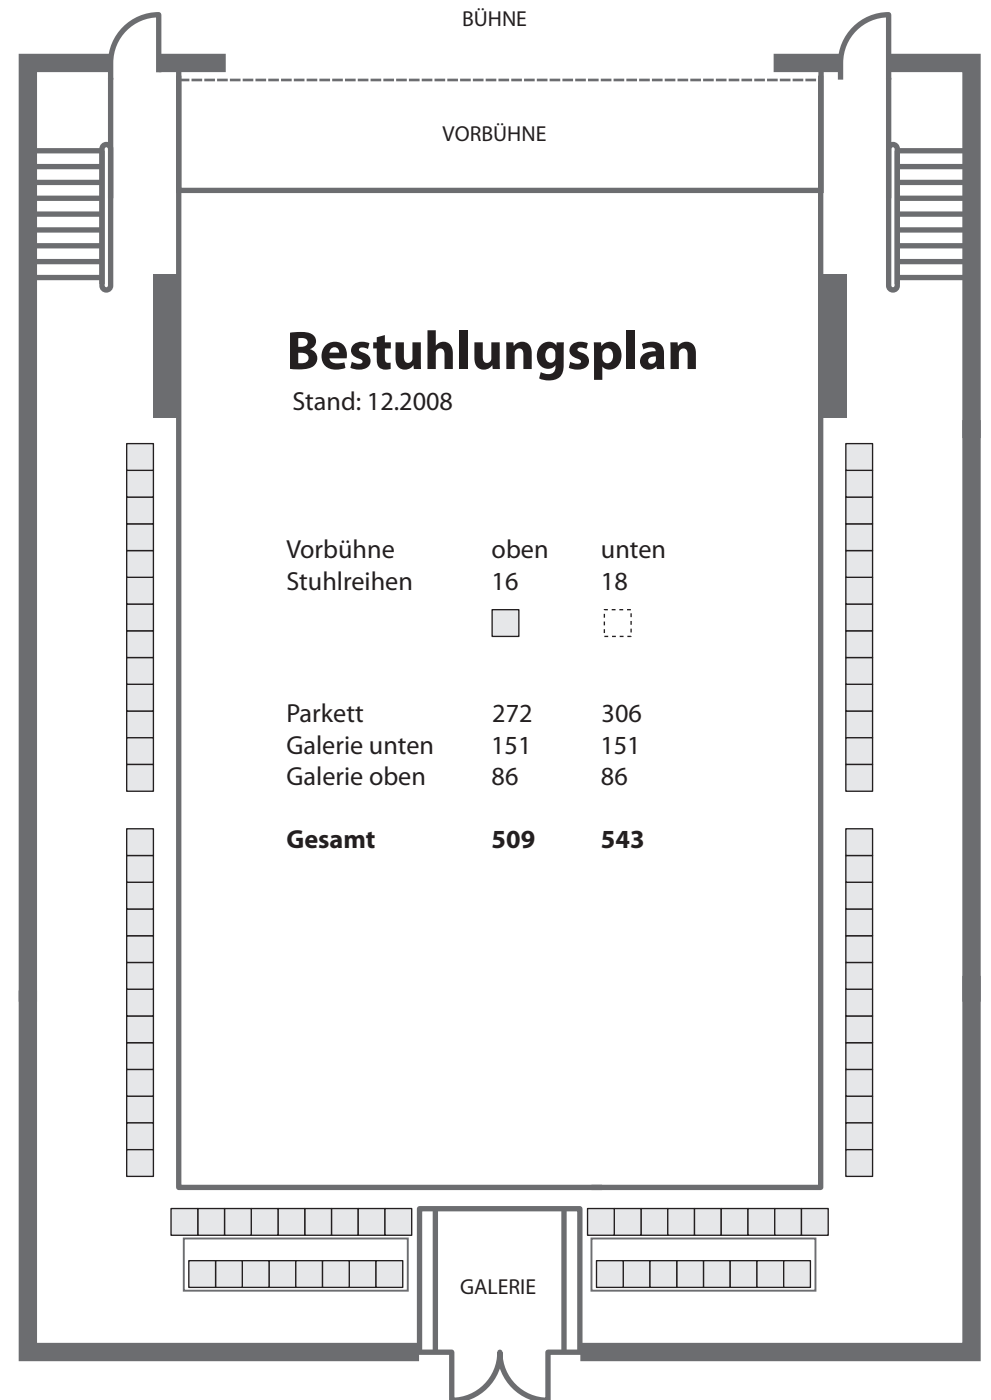 BÜHNE
VORBÜHNE
Bestuhlungsplan
Stand: 12.2008
Vorbühne oben unten
Stuhlreihen 16 18
Parkett 272 306
Galerie unten 151 151
Galerie oben 86 86
Gesamt 509 543
GALERIE